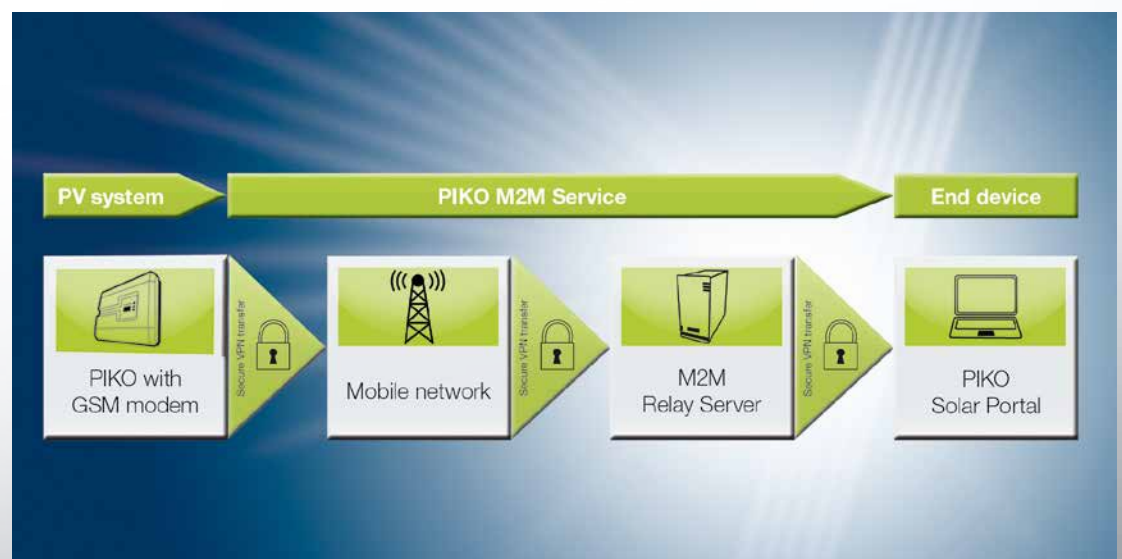 PV system
PIKO M2M Service
End device
PIKO with
GSM modem
Secure VPN transfer
Mobile network
Secure VPN transfer
M2M
Relay Server
Secure VPN transfer
PIKO
Solar Portal